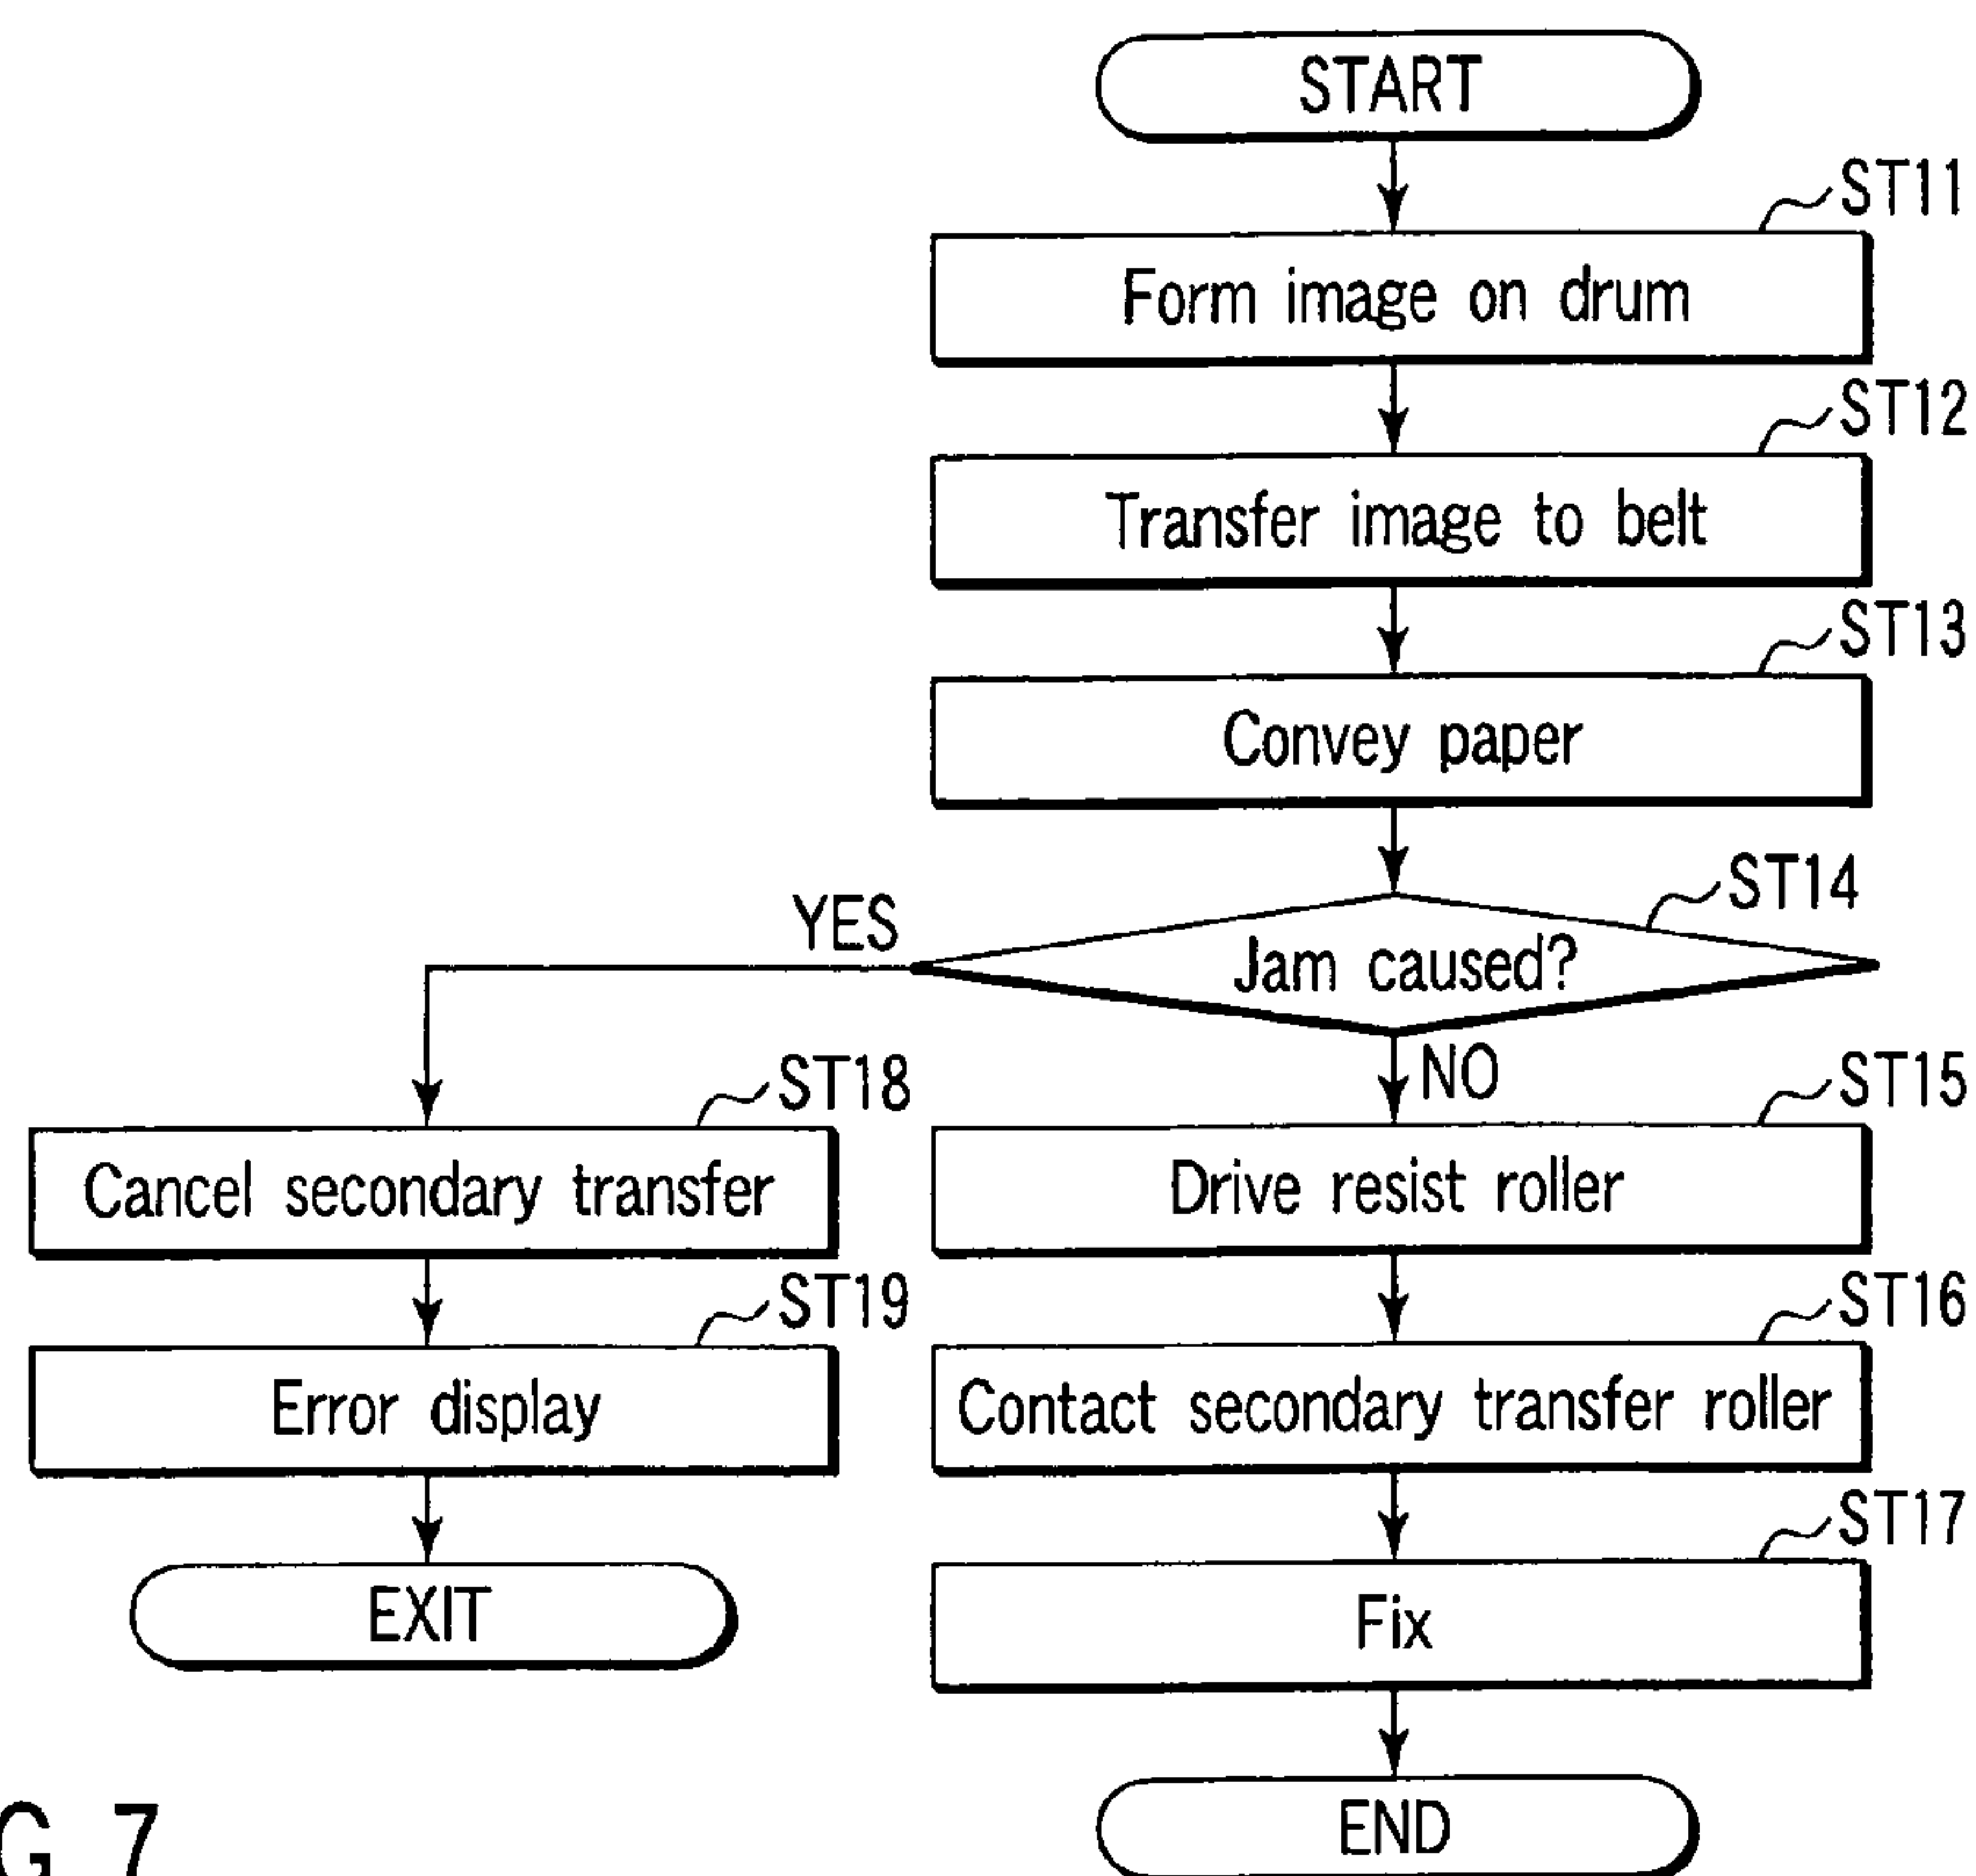 START
ST11
Form image on drum
ST12
Transfer image to belt
ST13
Convey paper
ST14
YES
Jam caused?
NO
ST18
Cancel secondary transfer
ST19
Error display
EXIT
ST15
Drive resist roller
ST16
Contact secondary transfer roller
ST17
Fix
END
G. 7